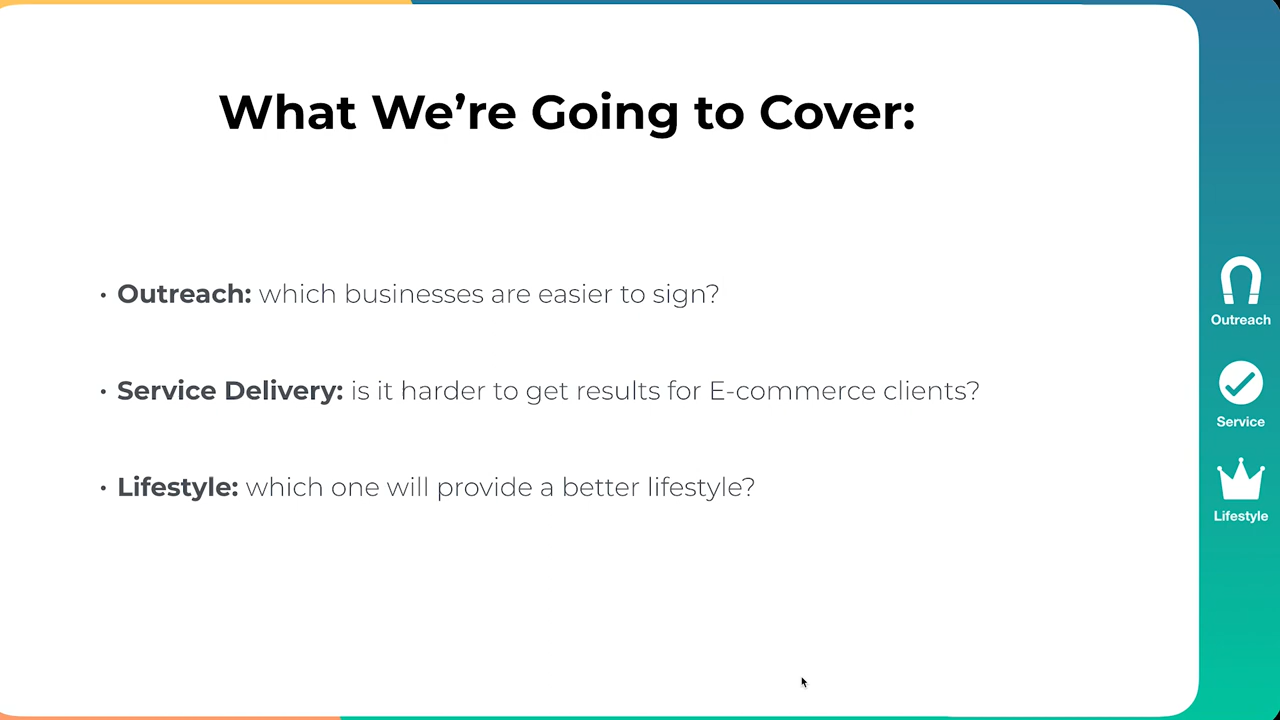 What We’re Going to Cover:
• Outreach: which businesses are easier to sign?
• Service Delivery: is it harder to get results for E-commerce clients?
• Lifestyle: which one will provide a better lifestyle?
Outreach
Service
Lifestyle